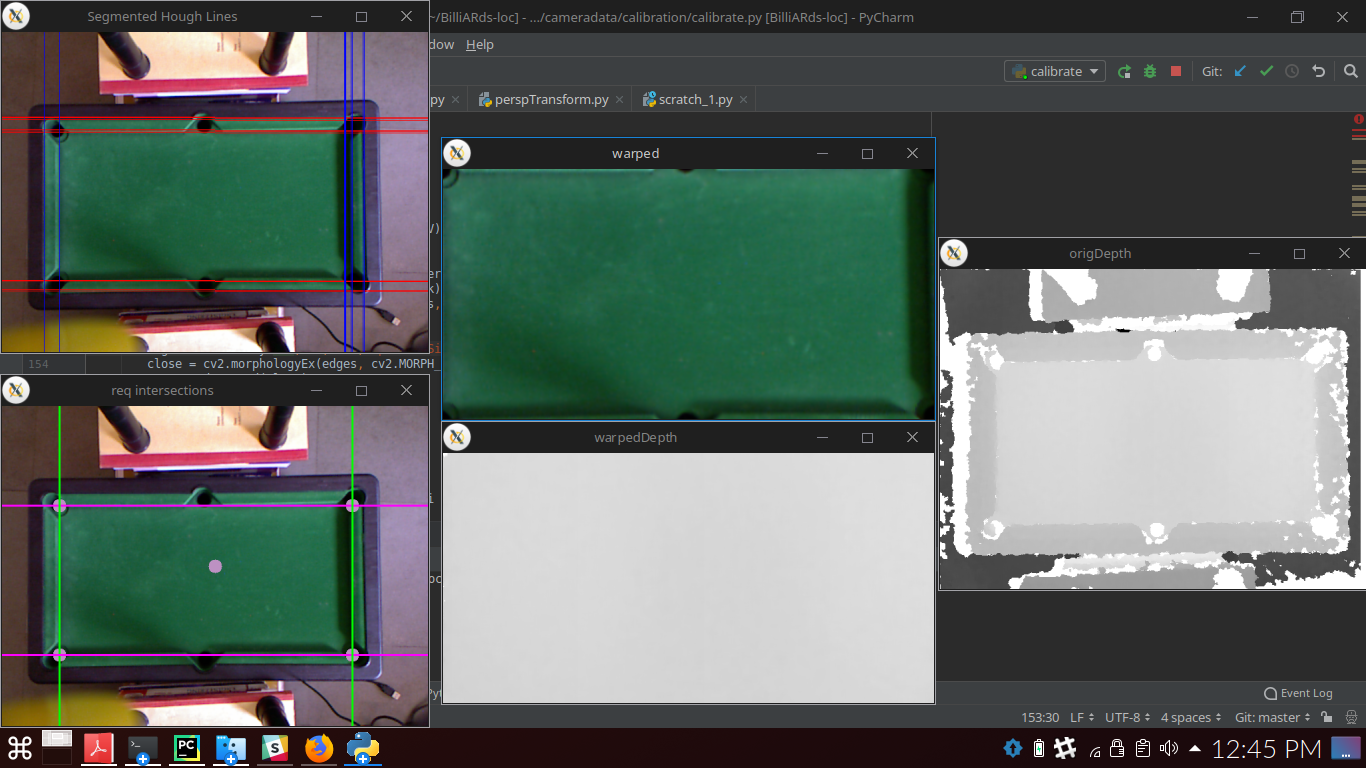 Segmented Hough Lines
~/BilliARds-loc] - .../cameradata/calibration/calibrate.py [BilliARds-loc] - PyCharm
dow Help
calibrate
Git:
py
perspTransform.py
scratch_1.py
warped
origDepth
154
close = cv2.morphologyEx(edges, cv2.MORPH_
req intersections
warpedDepth
Event Log
153:30 LF UTF-8 4 spaces Git: master
PC
12:45 PM